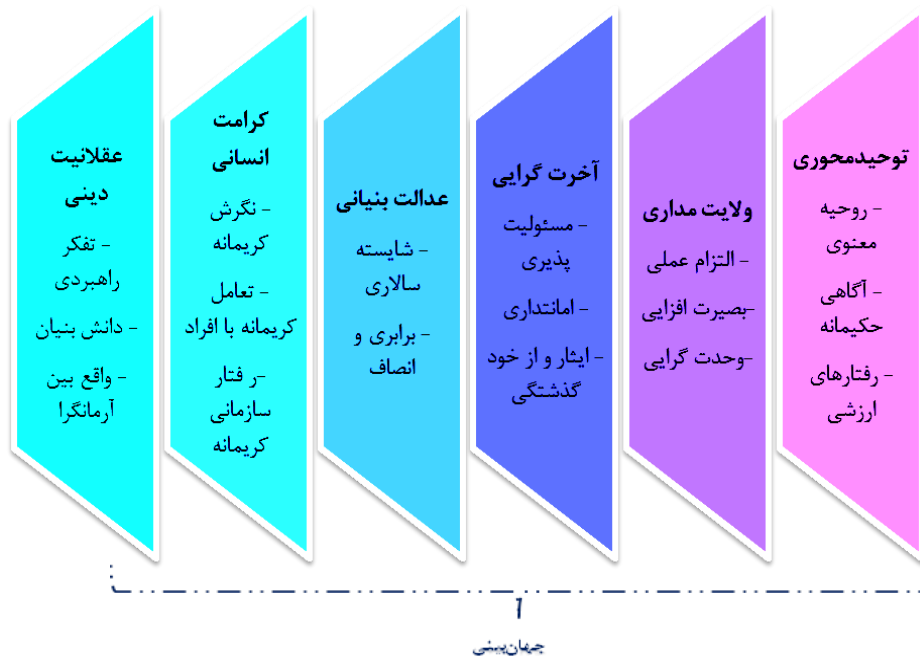 توحیدمحوری
- روحیه
معنوی
- آگاهی
حکیمانه
- رفتارهای
ارزشی
ولایت مداری
- التزام عملی
-بصیرت افزایی
-وحدت گرایی
آخرت گرایی
- مسئولیت
پذیری
- امانتداری
- ایثار و از خود
گذشتگی
عدالت بنیانی
- شایسته
سالاری
- برابری و
انصاف
کرامت
انسانی
- نگرش
کریمانه
- تعامل
کریمانه با افراد
- ر فتار
سازمانی
کریمانه
عقلانیت
دینی
- تفکر
راهبردی
- دانش بنیان
- واقع بین
آرمانگرا
جهان‌بینی